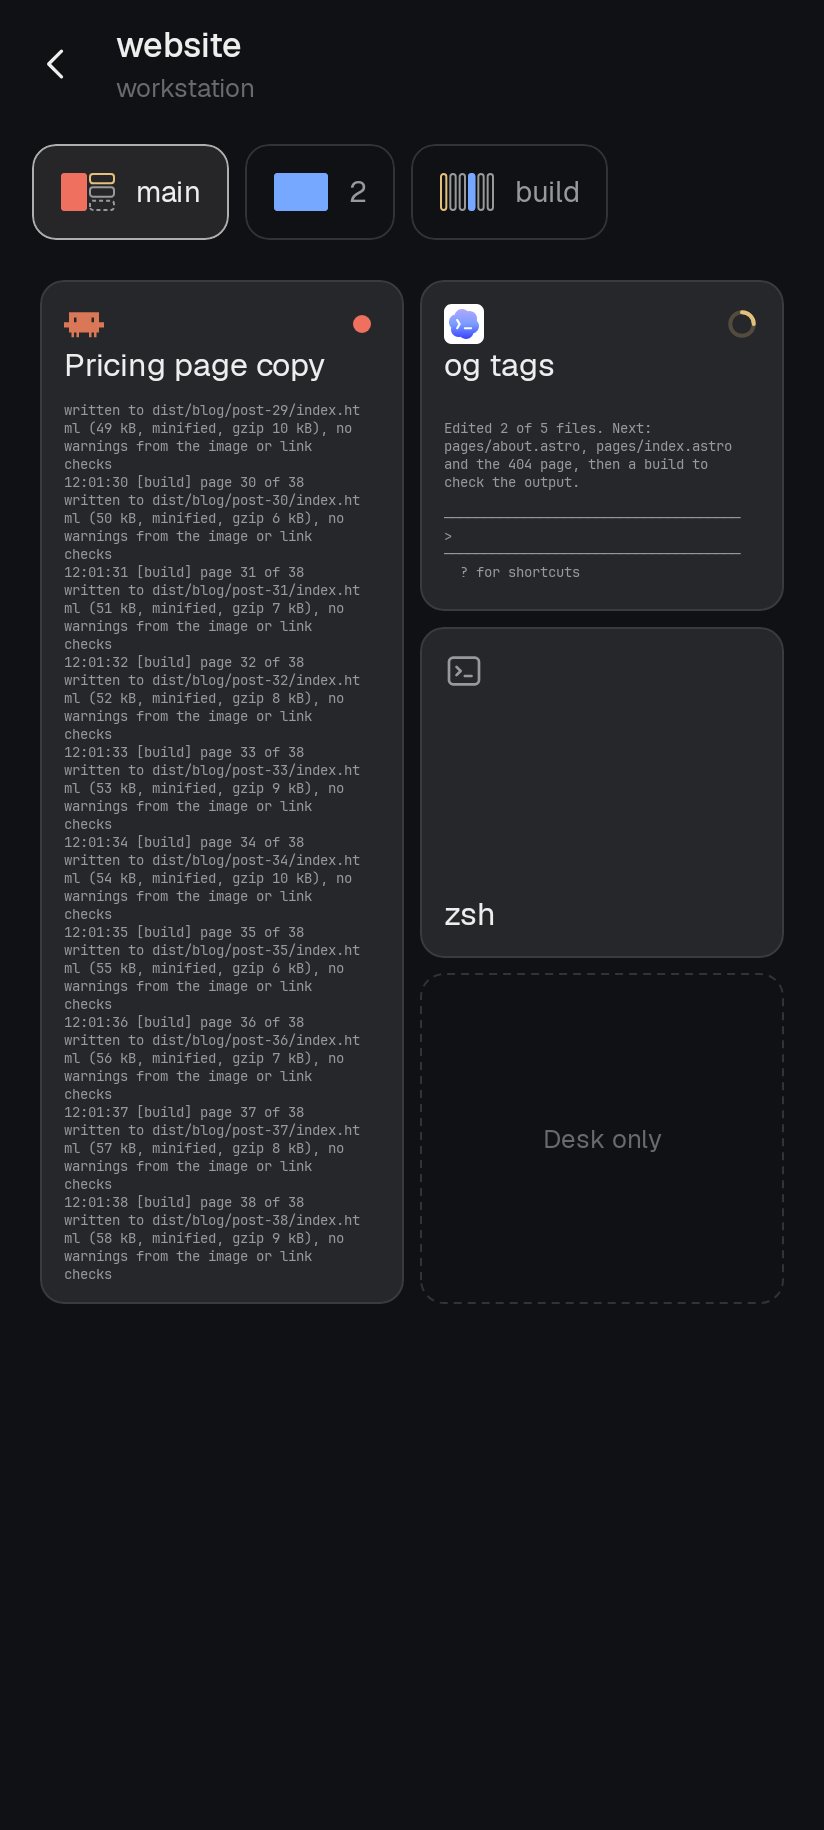 website
workstation
main
2
build
Pricing page copy
written to dist/blog/post-29/index.ht
ml (49 kB, minified, gzip 10 kB), no
warnings from the image or link
checks
12:01:30 [build] page 30 of 38
written to dist/blog/post-30/index.ht
ml (50 kB, minified, gzip 6 kB), no
warnings from the image or link
checks
12:01:31 [build] page 31 of 38
written to dist/blog/post-31/index.ht
ml (51 kB, minified, gzip 7 kB), no
warnings from the image or link
checks
12:01:32 [build] page 32 of 38
written to dist/blog/post-32/index.ht
ml (52 kB, minified, gzip 8 kB), no
warnings from the image or link
checks
12:01:33 [build] page 33 of 38
written to dist/blog/post-33/index.ht
ml (53 kB, minified, gzip 9 kB), no
warnings from the image or link
checks
12:01:34 [build] page 34 of 38
written to dist/blog/post-34/index.ht
ml (54 kB, minified, gzip 10 kB), no
warnings from the image or link
checks
12:01:35 [build] page 35 of 38
written to dist/blog/post-35/index.ht
ml (55 kB, minified, gzip 6 kB), no
warnings from the image or link
checks
12:01:36 [build] page 36 of 38
written to dist/blog/post-36/index.ht
ml (56 kB, minified, gzip 7 kB), no
warnings from the image or link
checks
12:01:37 [build] page 37 of 38
written to dist/blog/post-37/index.ht
ml (57 kB, minified, gzip 8 kB), no
warnings from the image or link
checks
12:01:38 [build] page 38 of 38
written to dist/blog/post-38/index.ht
ml (58 kB, minified, gzip 9 kB), no
warnings from the image or link
checks
og tags
Edited 2 of 5 files. Next:
pages/about.astro, pages/index.astro
and the 404 page, then a build to
check the output.
>
? for shortcuts
zsh
Desk only